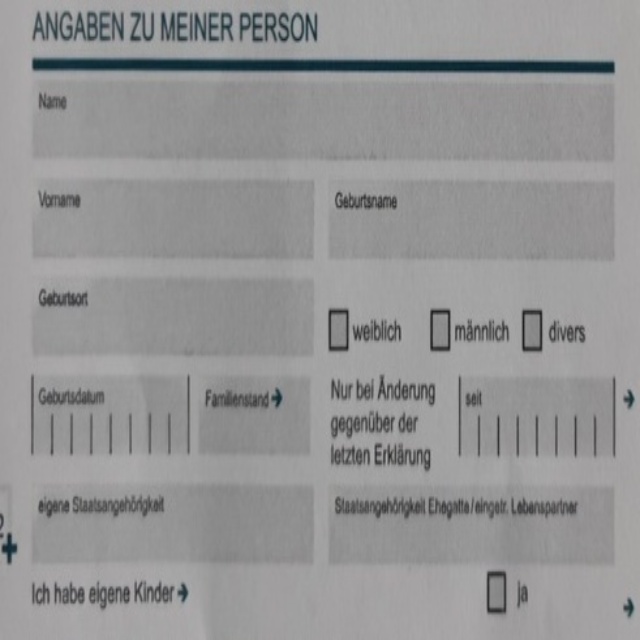 ANGABEN ZU MEINER PERSON
Name
Vorname Geburtsname
Geburtsort
weiblich männlich divers
Geburtsdatum Familienstand Nur bei Änderung gegenüber der letzten Erklärung seit
eigene Staatsangehörigkeit Staatsangehörigkeit Ehegatte/eingetr. Lebenspartner
Ich habe eigene Kinder ja